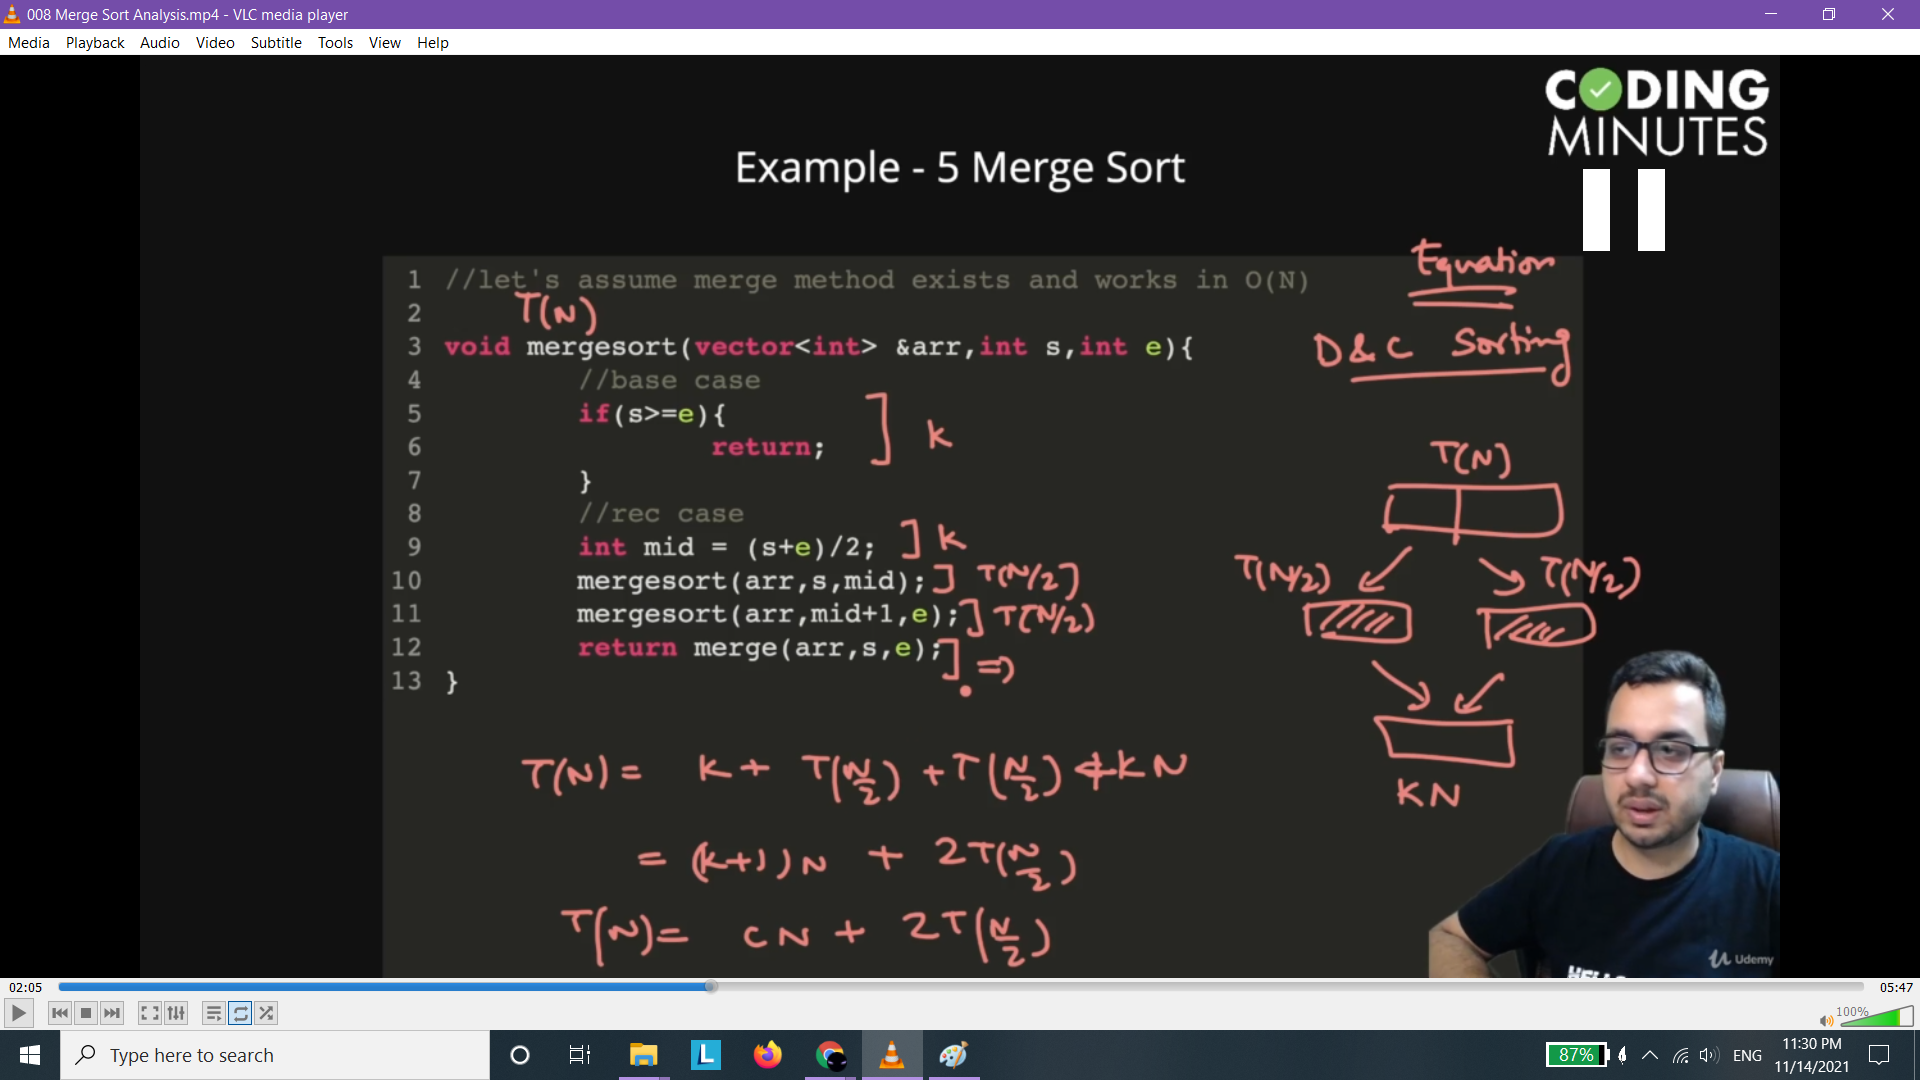 008 Merge Sort Analysis.mp4 - VLC media player
Media Playback Audio Video Subtitle Tools View Help
CODING
MINUTES
Example - 5 Merge Sort
Equation
1 //let's assume merge method exists and works in O(N)
2 T(N)
3 void mergesort(vector<int> &arr,int s,int e){
D&C Sorting
4 //base case
5 if(s>=e){
6 return;
] K
7 }
8 //rec case
9 int mid = (s+e)/2; ] K
10 mergesort(arr,s,mid); ] T(N/2)
11 mergesort(arr,mid+1,e); ] T(N/2)
12 return merge(arr,s,e); ] =>
13 }
T(N)
T(N/2) T(N/2)
KN
T(N) = K + T(N/2) + T(N/2) + KN
= (K+1)N + 2T(N/2)
T(N) = CN + 2T(N/2)
Udemy
02:05 05:47
100%
Type here to search
L
87%
ENG
11:30 PM
11/14/2021